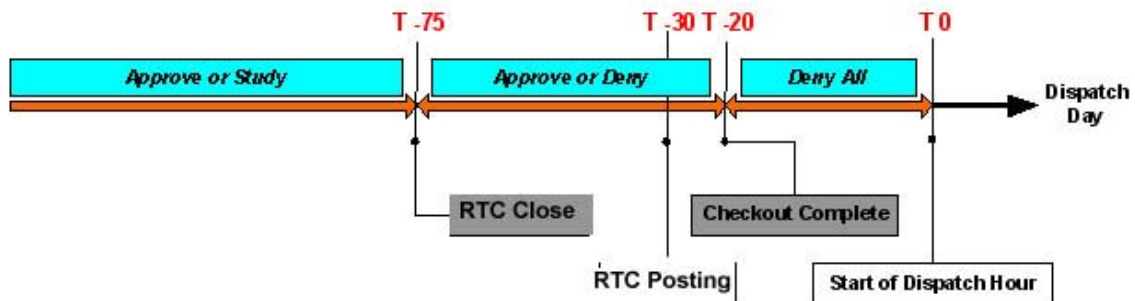 T -75
T -30
T -20
T 0
Approve or Study
Approve or Deny
Deny All
Dispatch
Day
RTC Close
Checkout Complete
RTC Posting
Start of Dispatch Hour